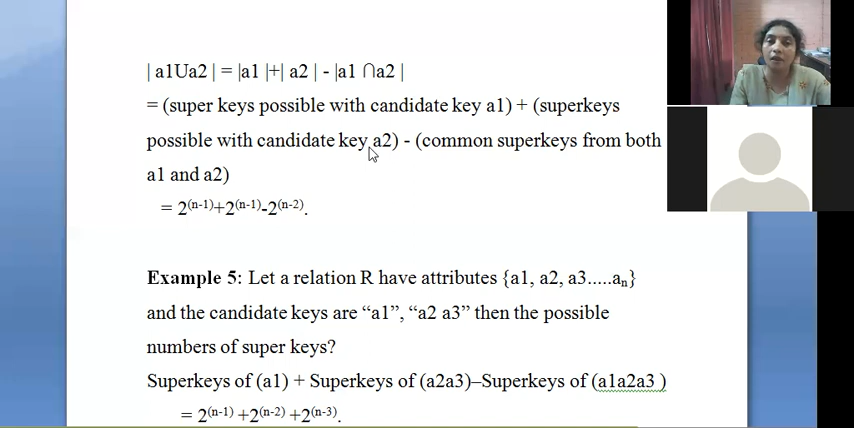 | a1Ua2 | = |a1 |+| a2 | - |a1 ∩a2 |
= (super keys possible with candidate key a1) + (superkeys
possible with candidate key a2) - (common superkeys from both
a1 and a2)
= 2⁽ⁿ⁻¹⁾+2⁽ⁿ⁻¹⁾-2⁽ⁿ⁻²⁾.
Example 5: Let a relation R have attributes {a1, a2, a3.....aₙ}
and the candidate keys are “a1”, “a2 a3” then the possible
numbers of super keys?
Superkeys of (a1) + Superkeys of (a2a3)–Superkeys of (a1a2a3 )
= 2⁽ⁿ⁻¹⁾ +2⁽ⁿ⁻²⁾ +2⁽ⁿ⁻³⁾.